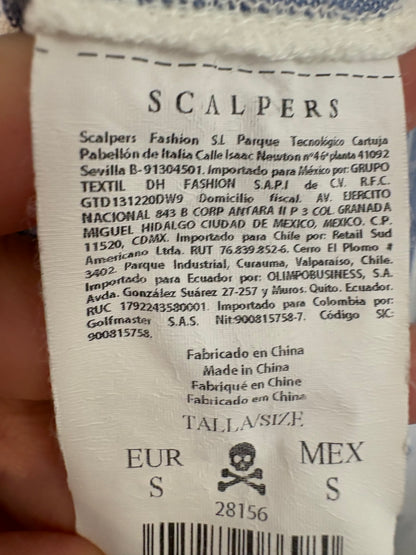 SCALPERS
Scalpers Fashion S.L. Parque Tecnológico Cartuja
Pabellón de Italia Calle Isaac Newton nº4 6ª planta 41092
Sevilla B-91304501. Importado para México por: GRUPO
TEXTIL DH FASHION S.A.P.I de C.V. R.F.C.
GTD131220DW9 Domicilio fiscal. AV. EJERCITO
NACIONAL 843 B CORP ANTARA II P 3 COL GRANADA
MIGUEL HIDALGO CIUDAD DE MEXICO, MEXICO. C.P.
11520, CDMX. Importado para Chile por: Retail Sud
Americano Ltda. RUT 76.839.852-6. Cerro El Plomo #
3402. Parque Industrial, Curauma, Valparaíso, Chile.
Importado para Ecuador por: OLIMPOBUSINESS, S.A.
Avda. González Suárez 27-257 y Muros. Quito. Ecuador.
RUC 1792243580001. Importado para Colombia por:
Golfmaster S.A.S. Nit:900815758-7. Código SIC:
900815758.
Fabricado en China
Made in China
Fabriqué en Chine
Fabricado em China
TALLA/SIZE
EUR MEX
S S
28156